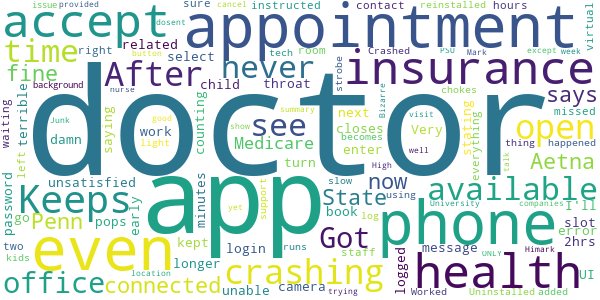 issue provided cancel dosent instructed reinstalled hours
accept appointment contact virtual
time related sure Crashed PSU Mark except week
fine After right select tech room never insurance
background child throat strobe
waiting terrible nurse chokes says
Junk saying counting see next closes Medicare becomes Bizarre summary visit missed
damn work good light show Very stating everything thing happened open
left unsatisfied doctor enter High well Aetna
Keeps app turn now using available
password go Penn pops early minutes yet support State book slow log phone talk University companies I'll
two even kept runs Got staff message slot error
kids login longer logged ONLY Himark 2hrs
office connected crashing health UI
location unable camera trying Worked Uninstalled added
button